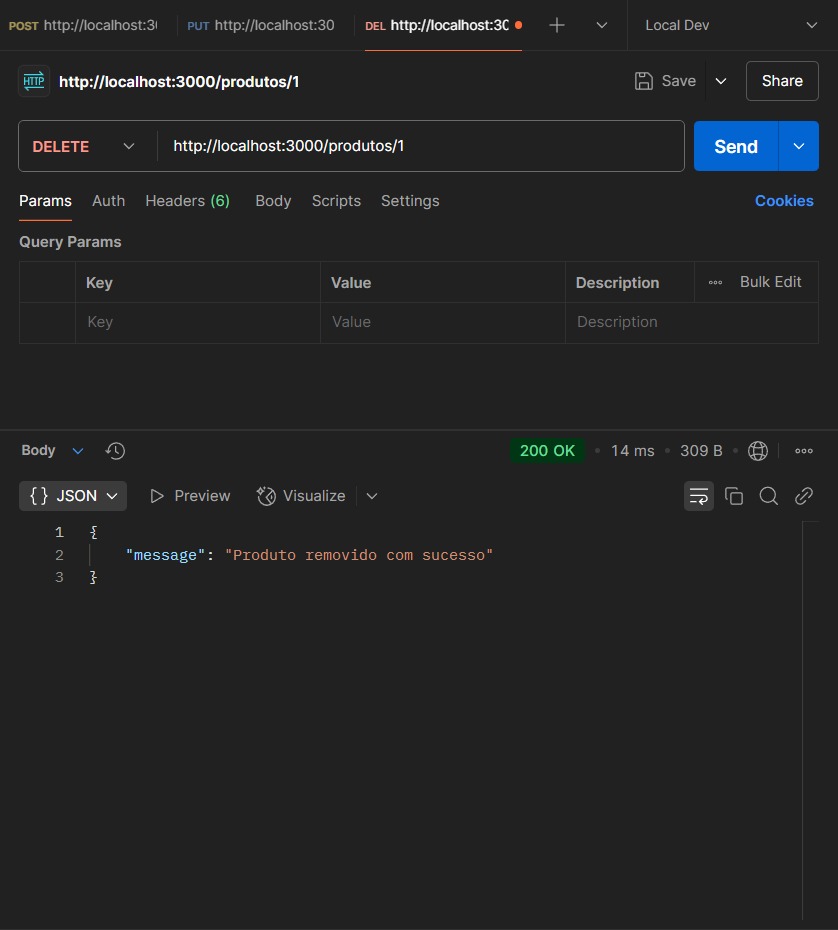 POST http://localhost:30 PUT http://localhost:30 DEL http://localhost:30 Local Dev
HTTP http://localhost:3000/produtos/1 Save Share
DELETE http://localhost:3000/produtos/1 Send
Params Auth Headers (6) Body Scripts Settings Cookies
Query Params
Key Value Description Bulk Edit
Key Value Description
Body 200 OK 14 ms 309 B
{} JSON Preview Visualize
1 {
2 "message": "Produto removido com sucesso"
3 }